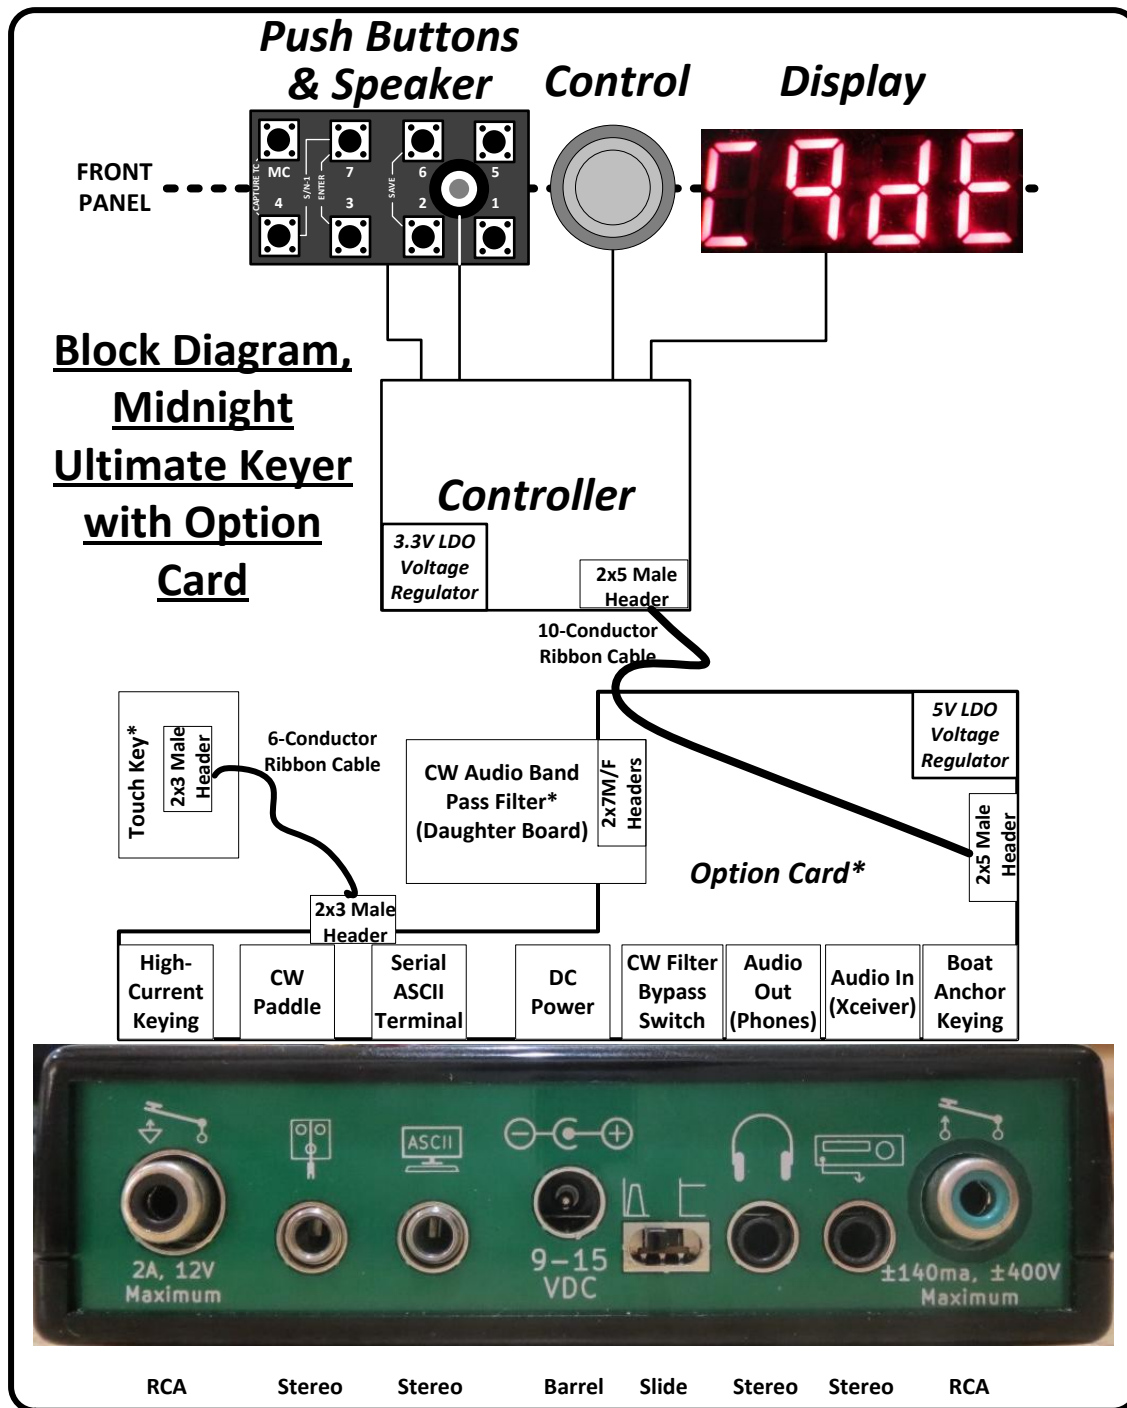 Push Buttons
& Speaker
Control
Display
FRONT
PANEL
CAPTURE TC
MC
S/N-1
7
ENTER
6
SAVE
5
4
3
2
1
CqdE
Block Diagram,
Midnight
Ultimate Keyer
with Option
Card
Controller
3.3V LDO
Voltage
Regulator
2x5 Male
Header
10-Conductor
Ribbon Cable
Touch Key*
2x3 Male
Header
6-Conductor
Ribbon Cable
CW Audio Band
Pass Filter*
(Daughter Board)
2x7M/F
Headers
5V LDO
Voltage
Regulator
2x5 Male
Header
Option Card*
2x3 Male
Header
High-
Current
Keying
CW
Paddle
Serial
ASCII
Terminal
DC
Power
CW Filter
Bypass
Switch
Audio
Out
(Phones)
Audio In
(Xceiver)
Boat
Anchor
Keying
ASCII
2A, 12V
Maximum
9-15
VDC
±140ma, ±400V
Maximum
RCA
Stereo
Stereo
Barrel
Slide
Stereo
Stereo
RCA